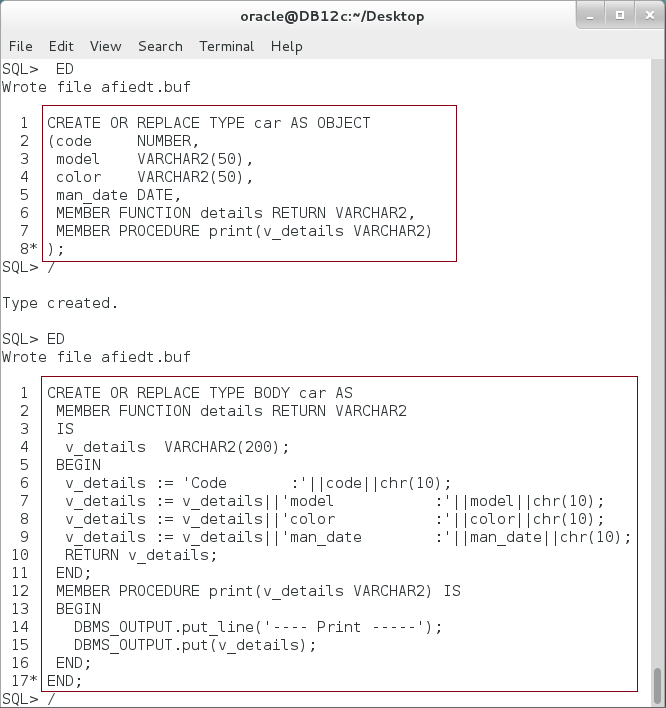 oracle@DB12c:~/Desktop
File Edit View Search Terminal Help
SQL>  ED
Wrote file afiedt.buf
  1  CREATE OR REPLACE TYPE car AS OBJECT
  2  (code     NUMBER,
  3   model    VARCHAR2(50),
  4   color    VARCHAR2(50),
  5   man_date DATE,
  6   MEMBER FUNCTION details RETURN VARCHAR2,
  7   MEMBER PROCEDURE print(v_details VARCHAR2)
  8* );
SQL> /
Type created.
SQL> ED
Wrote file afiedt.buf
  1  CREATE OR REPLACE TYPE BODY car AS
  2   MEMBER FUNCTION details RETURN VARCHAR2
  3   IS
  4    v_details  VARCHAR2(200);
  5   BEGIN
  6    v_details := 'Code       :'||code||chr(10);
  7    v_details := v_details||'model           :'||model||chr(10);
  8    v_details := v_details||'color           :'||color||chr(10);
  9    v_details := v_details||'man_date        :'||man_date||chr(10);
 10    RETURN v_details;
 11   END;
 12   MEMBER PROCEDURE print(v_details VARCHAR2) IS
 13   BEGIN
 14     DBMS_OUTPUT.put_line('---- Print -----');
 15     DBMS_OUTPUT.put(v_details);
 16   END;
 17* END;
SQL> /